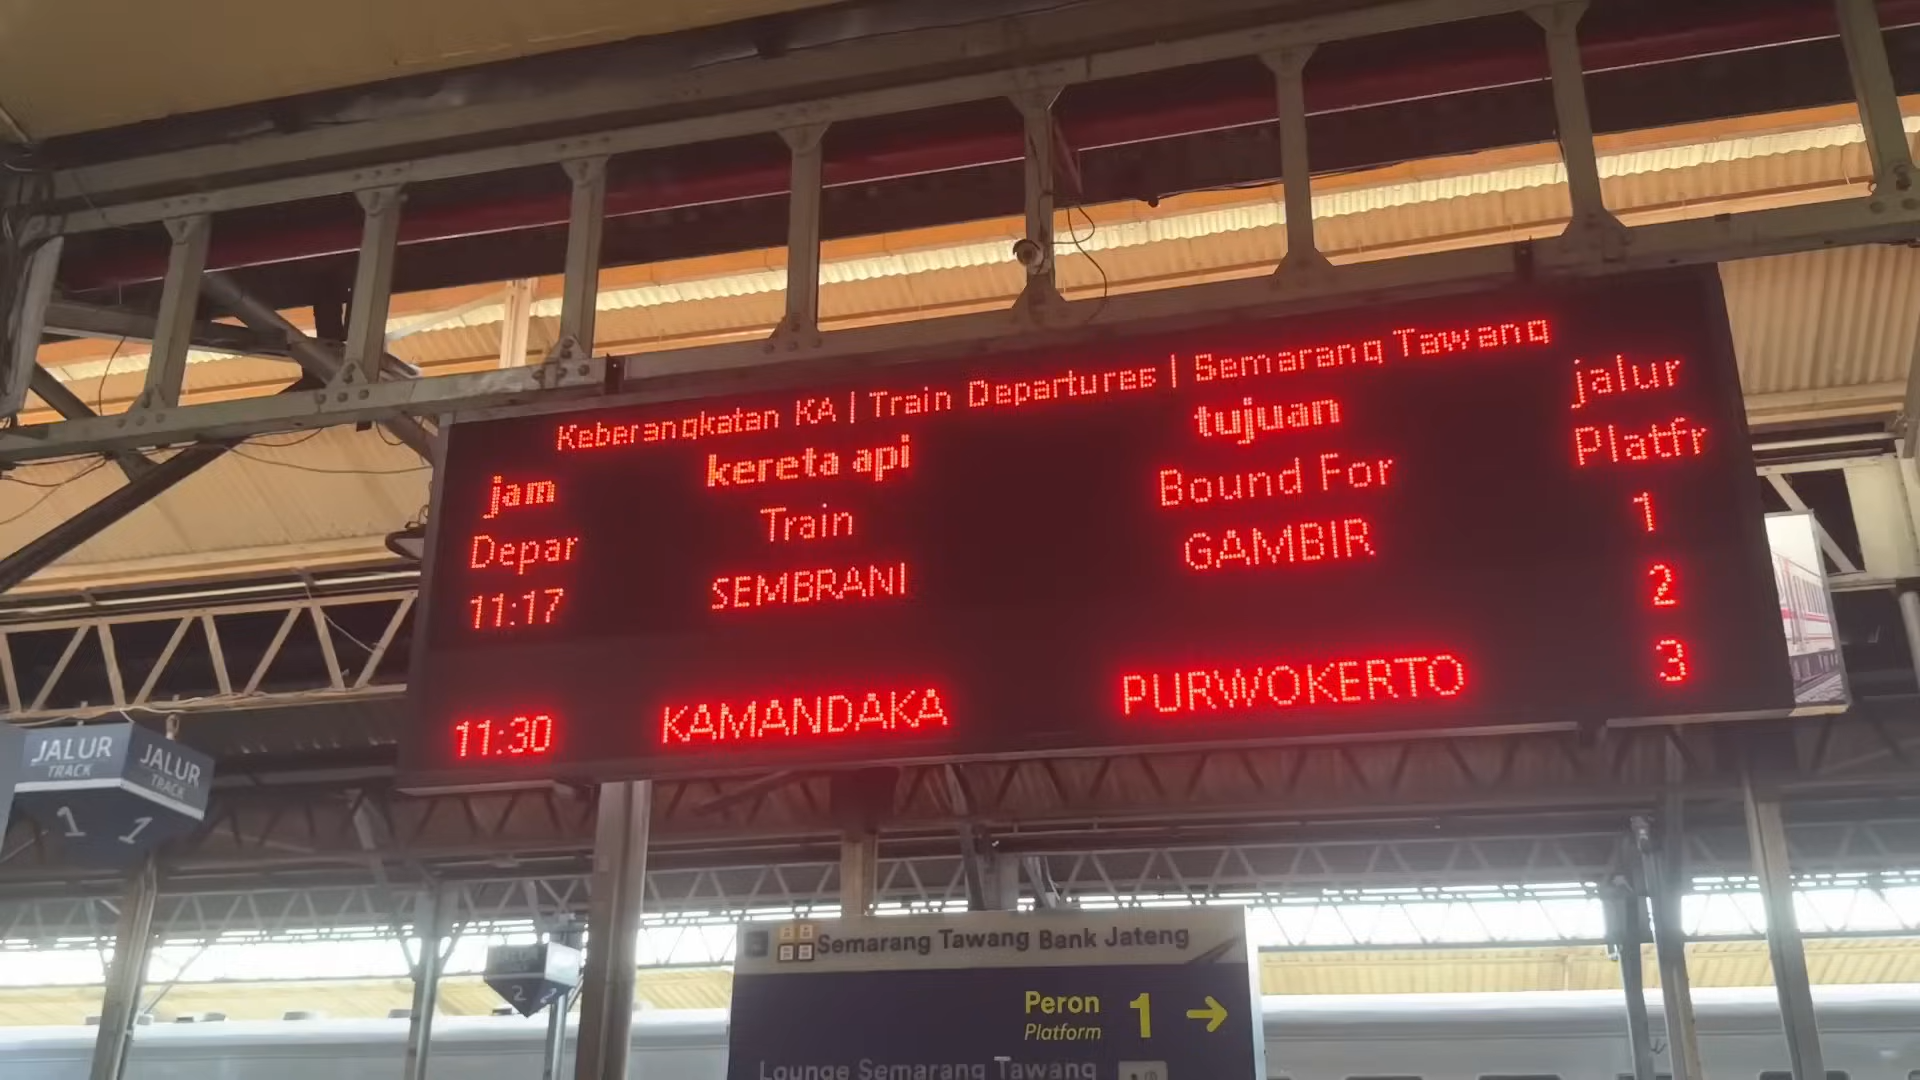 Keberangkatan KA | Train Departures | Semarang Tawang
jam kereta api tujuan jalur
Depar Train Bound For Platfr
11:17 SEMBRANI GAMBIR 1
2
11:30 KAMANDAKA PURWOKERTO 3
JALUR JALUR
TRACK TRACK
1 1
2 2
Semarang Tawang Bank Jateng
Peron 1
Platform
Lounge Semarang Tawang